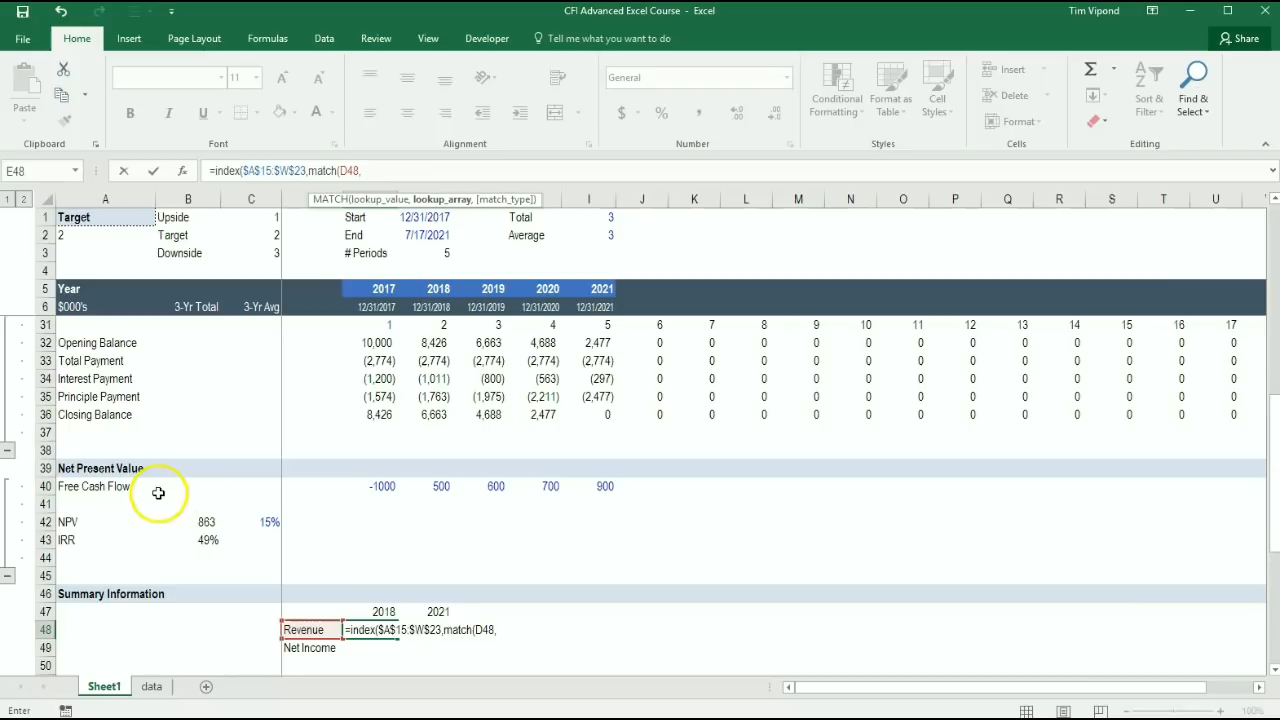 CFI Advanced Excel Course - Excel
Tim Vipond
File Home Insert Page Layout Formulas Data Review View Developer Tell me what you want to do Share
Paste
11
General
Conditional Formatting
Format as Table
Cell Styles
Insert
Delete
Format
Sort & Filter
Find & Select
Clipboard Font Alignment Number Styles Cells Editing
E48 =index($A$15:$W$23,match(D48,
MATCH(lookup_value, lookup_array, [match_type])
1 2 A B C I J K L M N O P Q R S T U
1 Target Upside 1 Start 12/31/2017 Total 3
2 2 Target 2 End 7/17/2021 Average 3
3 Downside 3 # Periods 5
4
5 Year 2017 2018 2019 2020 2021
6 $000's 3-Yr Total 3-Yr Avg 12/31/2017 12/31/2018 12/31/2019 12/31/2020 12/31/2021
31 1 2 3 4 5 6 7 8 9 10 11 12 13 14 15 16 17
32 Opening Balance 10,000 8,426 6,663 4,688 2,477 0 0 0 0 0 0 0 0 0 0 0 0
33 Total Payment (2,774) (2,774) (2,774) (2,774) (2,774) 0 0 0 0 0 0 0 0 0 0 0 0
34 Interest Payment (1,200) (1,011) (800) (563) (297) 0 0 0 0 0 0 0 0 0 0 0 0
35 Principle Payment (1,574) (1,763) (1,975) (2,211) (2,477) 0 0 0 0 0 0 0 0 0 0 0 0
36 Closing Balance 8,426 6,663 4,688 2,477 0 0 0 0 0 0 0 0 0 0 0 0 0
37
38
39 Net Present Value
40 Free Cash Flow -1000 500 600 700 900
41
42 NPV 863 15%
43 IRR 49%
44
45
46 Summary Information
47 2018 2021
48 Revenue =index($A$15:$W$23,match(D48,
49 Net Income
50
Sheet1 data
Enter 100%